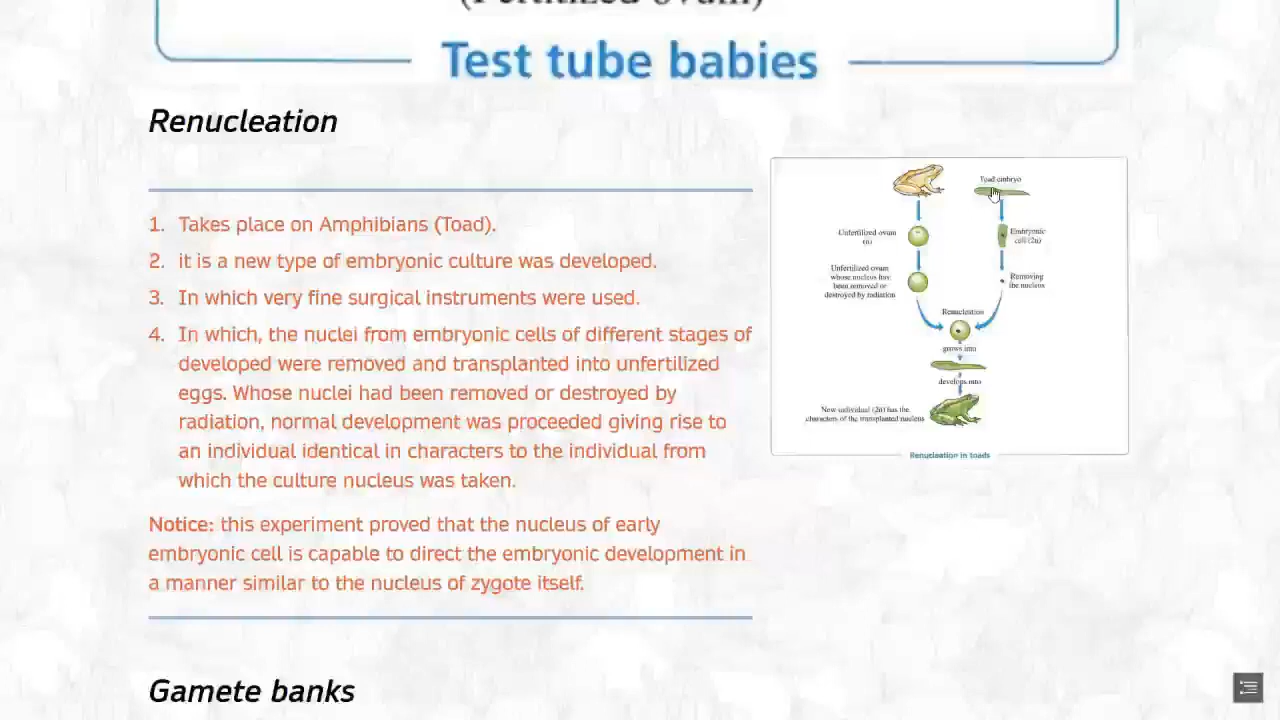 (Fertilized ovum)
Test tube babies
Renucleation
1. Takes place on Amphibians (Toad).
2. it is a new type of embryonic culture was developed.
3. In which very fine surgical instruments were used.
4. In which, the nuclei from embryonic cells of different stages of
developed were removed and transplanted into unfertilized
eggs. Whose nuclei had been removed or destroyed by
radiation, normal development was proceeded giving rise to
an individual identical in characters to the individual from
which the culture nucleus was taken.
Notice: this experiment proved that the nucleus of early
embryonic cell is capable to direct the embryonic development in
a manner similar to the nucleus of zygote itself.
Toad embryo
Unfertilized ovum
(n)
Embryonic
cell (2n)
Unfertilized ovum
whose nucleus has
been removed or
destroyed by radiation
Removing
the nucleus
Renucleation
grows into
develops into
New individual (2n) has the
characters of the transplanted nucleus
Renucleation in toads
Gamete banks